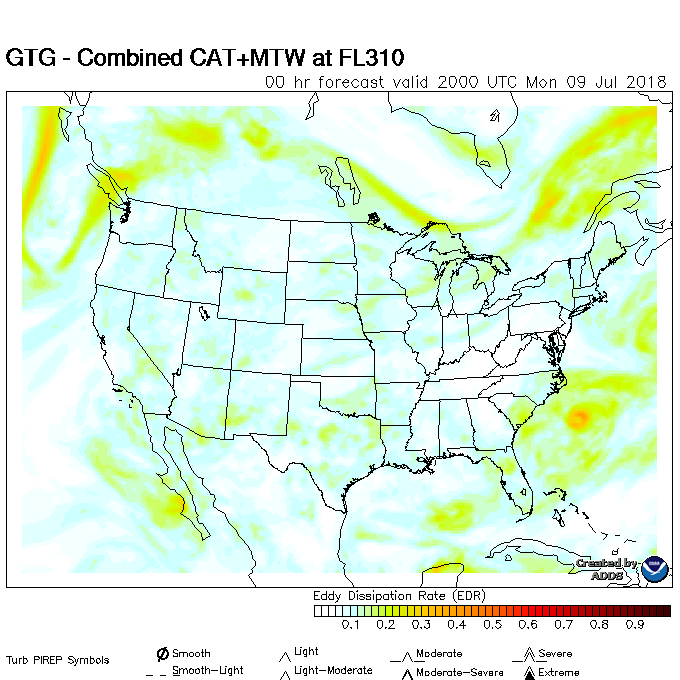 GTG - Combined CAT+MTW at FL310
00 hr forecast valid 2000 UTC Mon 09 Jul 2018
Created by
ADDS
Eddy Dissipation Rate (EDR)
0.1 0.2 0.3 0.4 0.5 0.6 0.7 0.8 0.9
Turb PIREP Symbols
Smooth Light Moderate Severe
Smooth-Light Light-Moderate Moderate-Severe Extreme